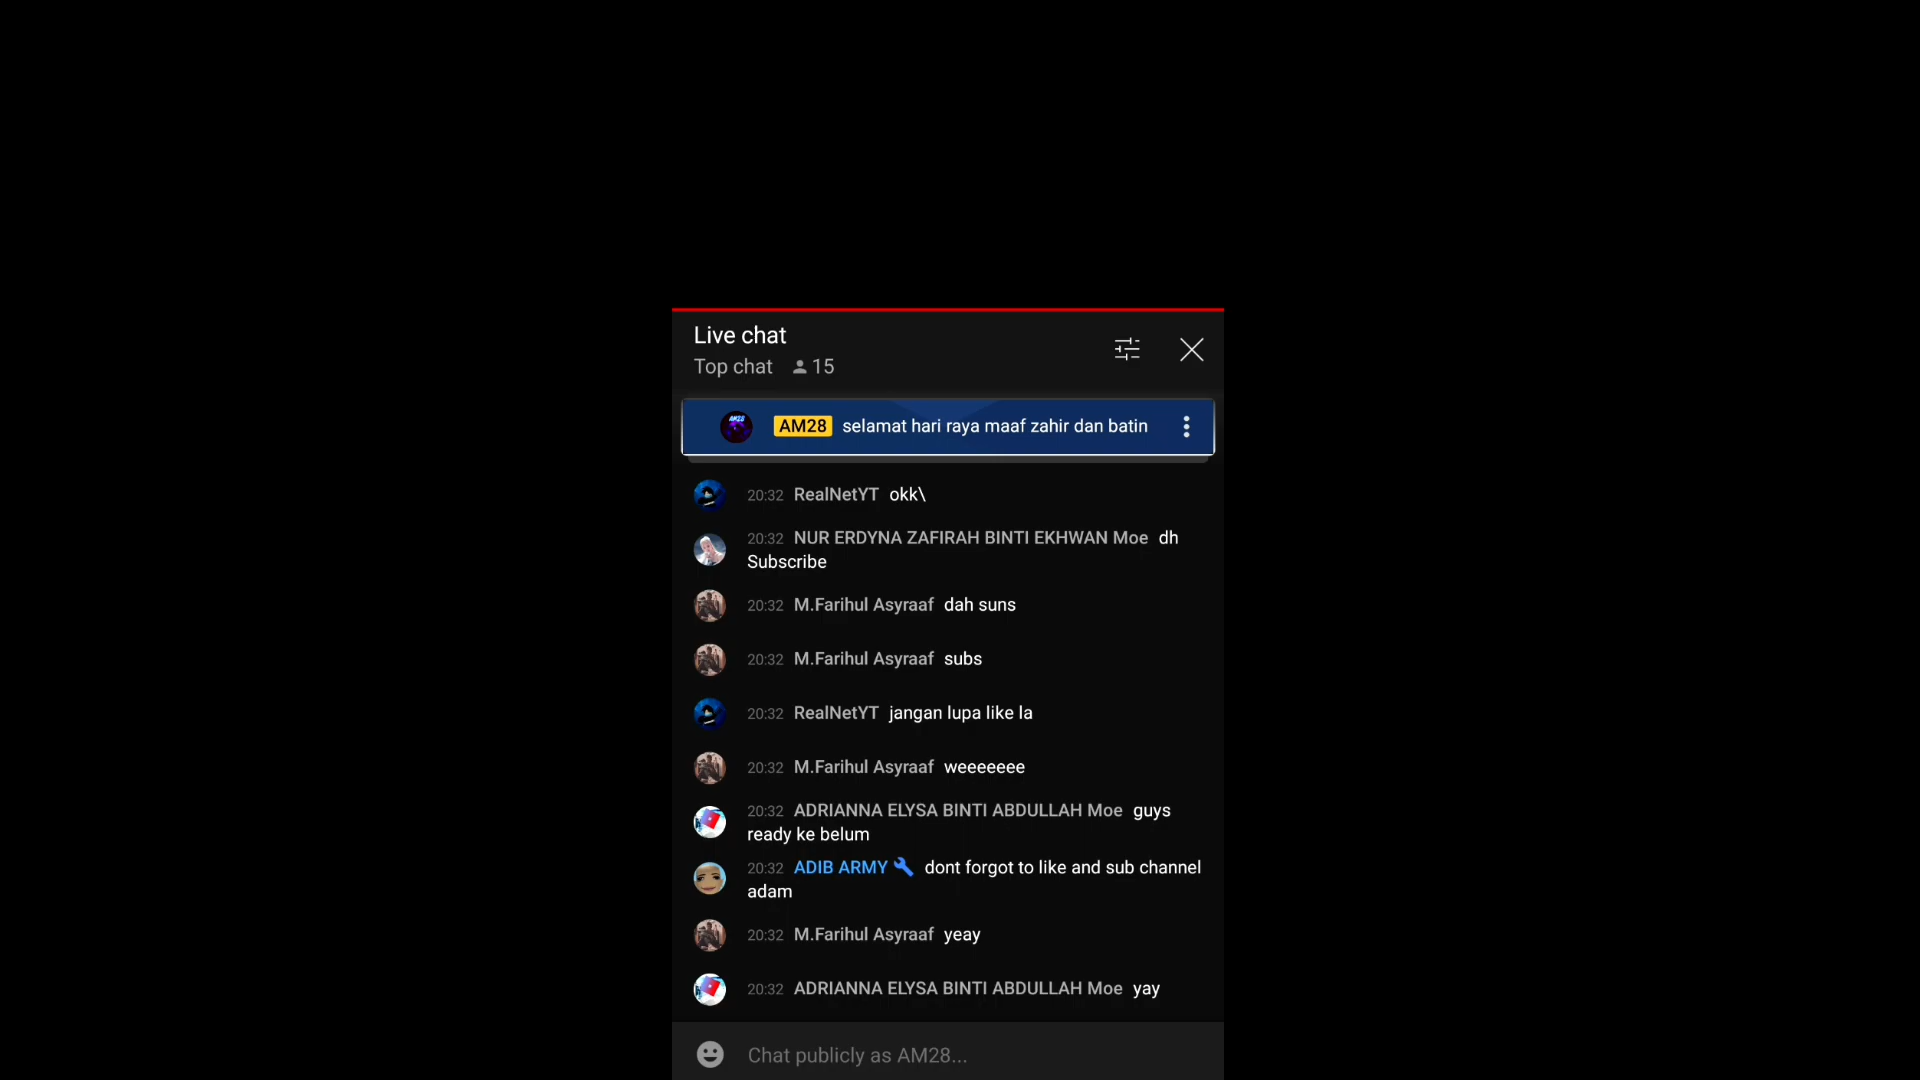 Live chat
Top chat 15
AM28 selamat hari raya maaf zahir dan batin
20:32 RealNetYT okk\
20:32 NUR ERDYNA ZAFIRAH BINTI EKHWAN Moe dh
Subscribe
20:32 M.Farihul Asyraaf dah suns
20:32 M.Farihul Asyraaf subs
20:32 RealNetYT jangan lupa like la
20:32 M.Farihul Asyraaf weeeeeee
20:32 ADRIANNA ELYSA BINTI ABDULLAH Moe guys
ready ke belum
20:32 ADIB ARMY dont forgot to like and sub channel
adam
20:32 M.Farihul Asyraaf yeay
20:32 ADRIANNA ELYSA BINTI ABDULLAH Moe yay
Chat publicly as AM28...